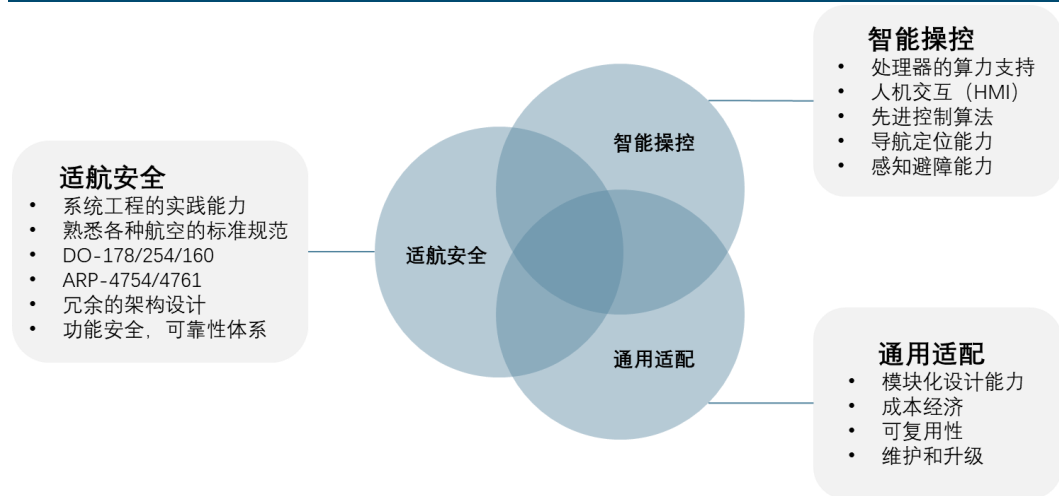 智能操控
• 处理器的算力支持
• 人机交互（HMI）
• 先进控制算法
• 导航定位能力
• 感知避障能力
适航安全
• 系统工程的实践能力
• 熟悉各种航空的标准规范
• DO-178/254/160
• ARP-4754/4761
• 冗余的架构设计
• 功能安全，可靠性体系
智能操控
适航安全
通用适配
通用适配
• 模块化设计能力
• 成本经济
• 可复用性
• 维护和升级